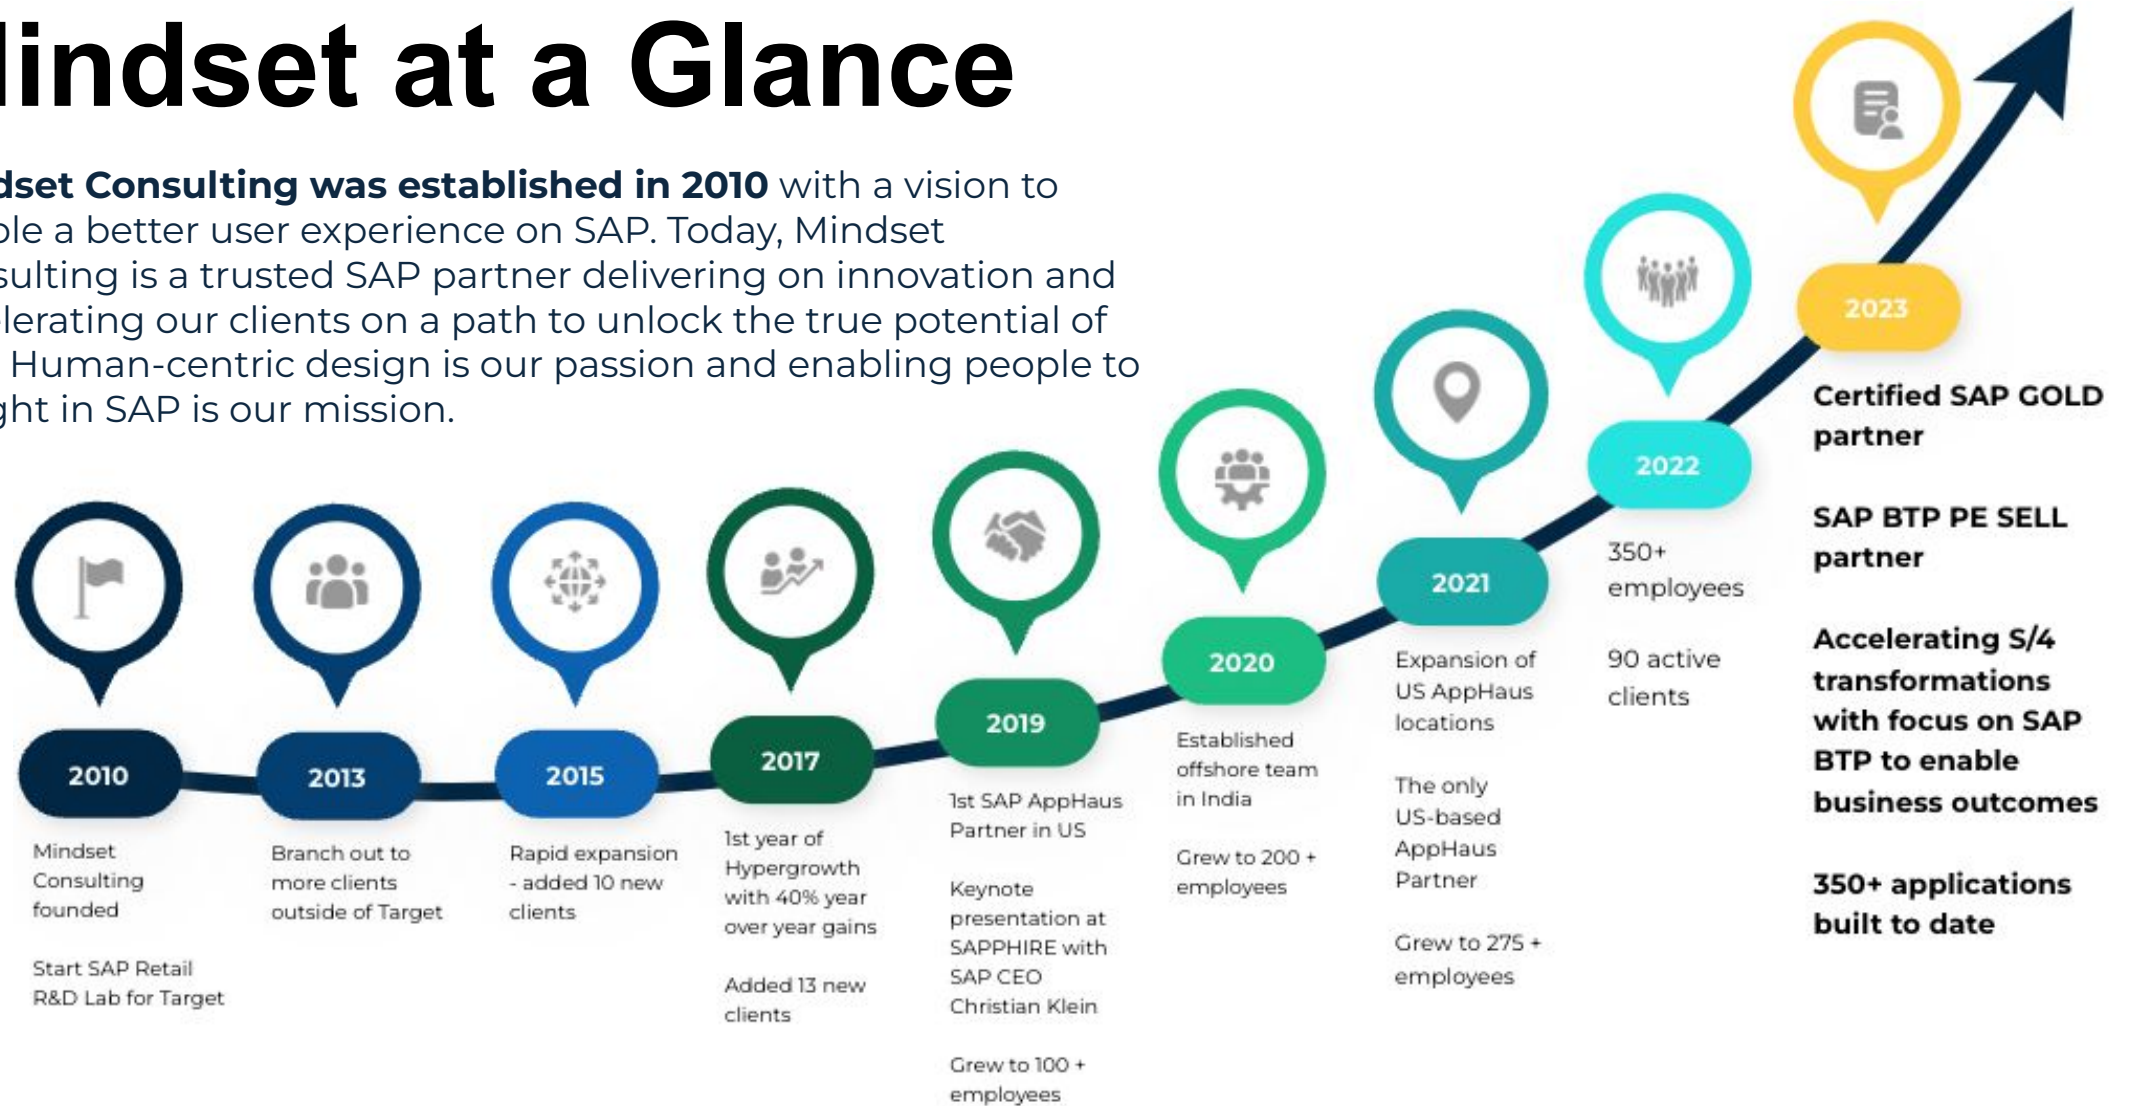 indset at a Glance
dset Consulting was established in 2010 with a vision to
ble a better user experience on SAP. Today, Mindset
sulting is a trusted SAP partner delivering on innovation and
lerating our clients on a path to unlock the true potential of
Human-centric design is our passion and enabling people to
ght in SAP is our mission.
2010
Mindset
Consulting
founded
Start SAP Retail
R&D Lab for Target
2013
Branch out to
more clients
outside of Target
2015
Rapid expansion
- added 10 new
clients
2017
1st year of
Hypergrowth
with 40% year
over year gains
Added 13 new
clients
2019
1st SAP AppHaus
Partner in US
Keynote
presentation at
SAPPHIRE with
SAP CEO
Christian Klein
Grew to 100 +
employees
2020
Established
offshore team
in India
Grew to 200 +
employees
2021
Expansion of
US AppHaus
locations
The only
US-based
AppHaus
Partner
Grew to 275 +
employees
2022
350+
employees
90 active
clients
2023
Certified SAP GOLD
partner
SAP BTP PE SELL
partner
Accelerating S/4
transformations
with focus on SAP
BTP to enable
business outcomes
350+ applications
built to date